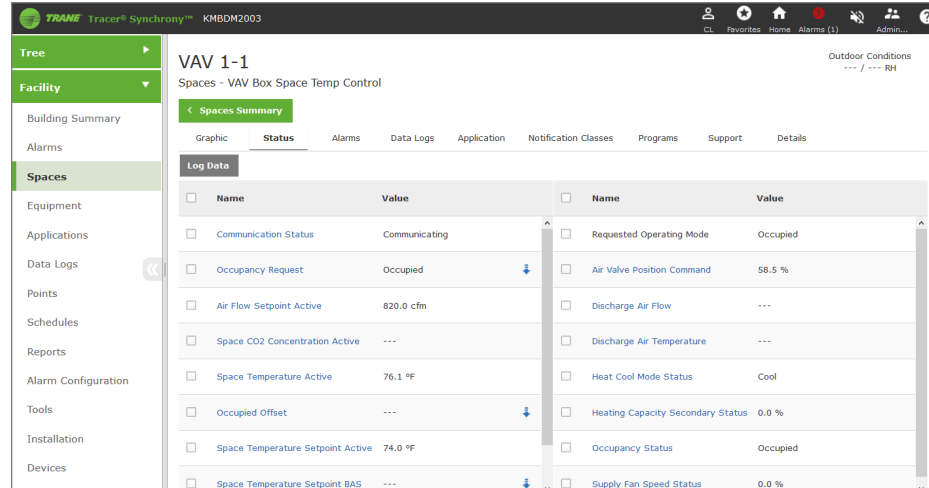 TRANE Tracer® Synchrony™ KMBDM2003
CL Favorites Home Alarms (1) Admin...
Tree
Facility
Building Summary
Alarms
Spaces
Equipment
Applications
Data Logs
Points
Schedules
Reports
Alarm Configuration
Tools
Installation
Devices
VAV 1-1
Spaces - VAV Box Space Temp Control
Outdoor Conditions
--- / --- RH
< Spaces Summary
Graphic Status Alarms Data Logs Application Notification Classes Programs Support Details
Log Data
Name Value Name Value
Communication Status Communicating Requested Operating Mode Occupied
Occupancy Request Occupied Air Valve Position Command 58.5 %
Air Flow Setpoint Active 820.0 cfm Discharge Air Flow ---
Space CO2 Concentration Active --- Discharge Air Temperature ---
Space Temperature Active 76.1 ºF Heat Cool Mode Status Cool
Occupied Offset --- Heating Capacity Secondary Status 0.0 %
Space Temperature Setpoint Active 74.0 ºF Occupancy Status Occupied
Space Temperature Setpoint BAS --- Supply Fan Speed Status 0.0 %